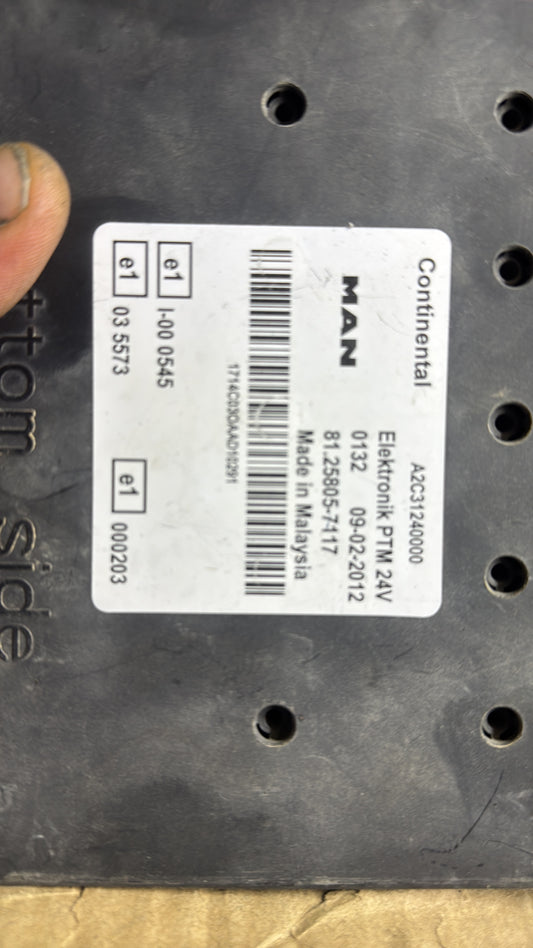 Continental A2C31240000
MAN
Elektronik PTM 24V
0132 09-02-2012
81.25805-7117
Made in Malaysia
e1 I-00 0545
e1 03 5573 e1 000203
ttom side